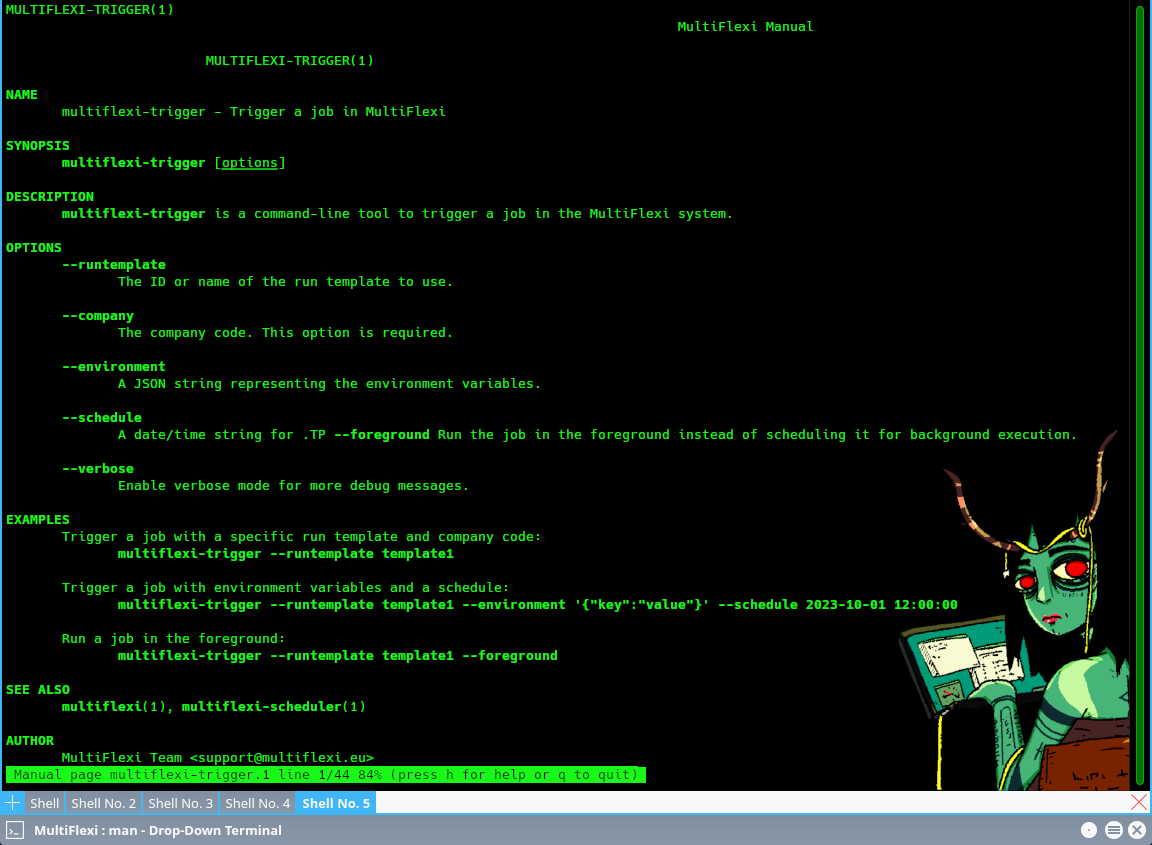 MULTIFLEXI-TRIGGER(1)
MultiFlexi Manual
MULTIFLEXI-TRIGGER(1)
NAME
multiflexi-trigger - Trigger a job in MultiFlexi
SYNOPSIS
multiflexi-trigger [options]
DESCRIPTION
multiflexi-trigger is a command-line tool to trigger a job in the MultiFlexi system.
OPTIONS
--runtemplate
The ID or name of the run template to use.
--company
The company code. This option is required.
--environment
A JSON string representing the environment variables.
--schedule
A date/time string for .TP --foreground Run the job in the foreground instead of scheduling it for background execution.
--verbose
Enable verbose mode for more debug messages.
EXAMPLES
Trigger a job with a specific run template and company code:
multiflexi-trigger --runtemplate template1
Trigger a job with environment variables and a schedule:
multiflexi-trigger --runtemplate template1 --environment '{"key":"value"}' --schedule 2023-10-01 12:00:00
Run a job in the foreground:
multiflexi-trigger --runtemplate template1 --foreground
SEE ALSO
multiflexi(1), multiflexi-scheduler(1)
AUTHOR
MultiFlexi Team <support@multiflexi.eu>
Manual page multiflexi-trigger.1 line 1/44 84% (press h for help or q to quit)
Shell Shell No. 2 Shell No. 3 Shell No. 4 Shell No. 5
MultiFlexi : man - Drop-Down Terminal